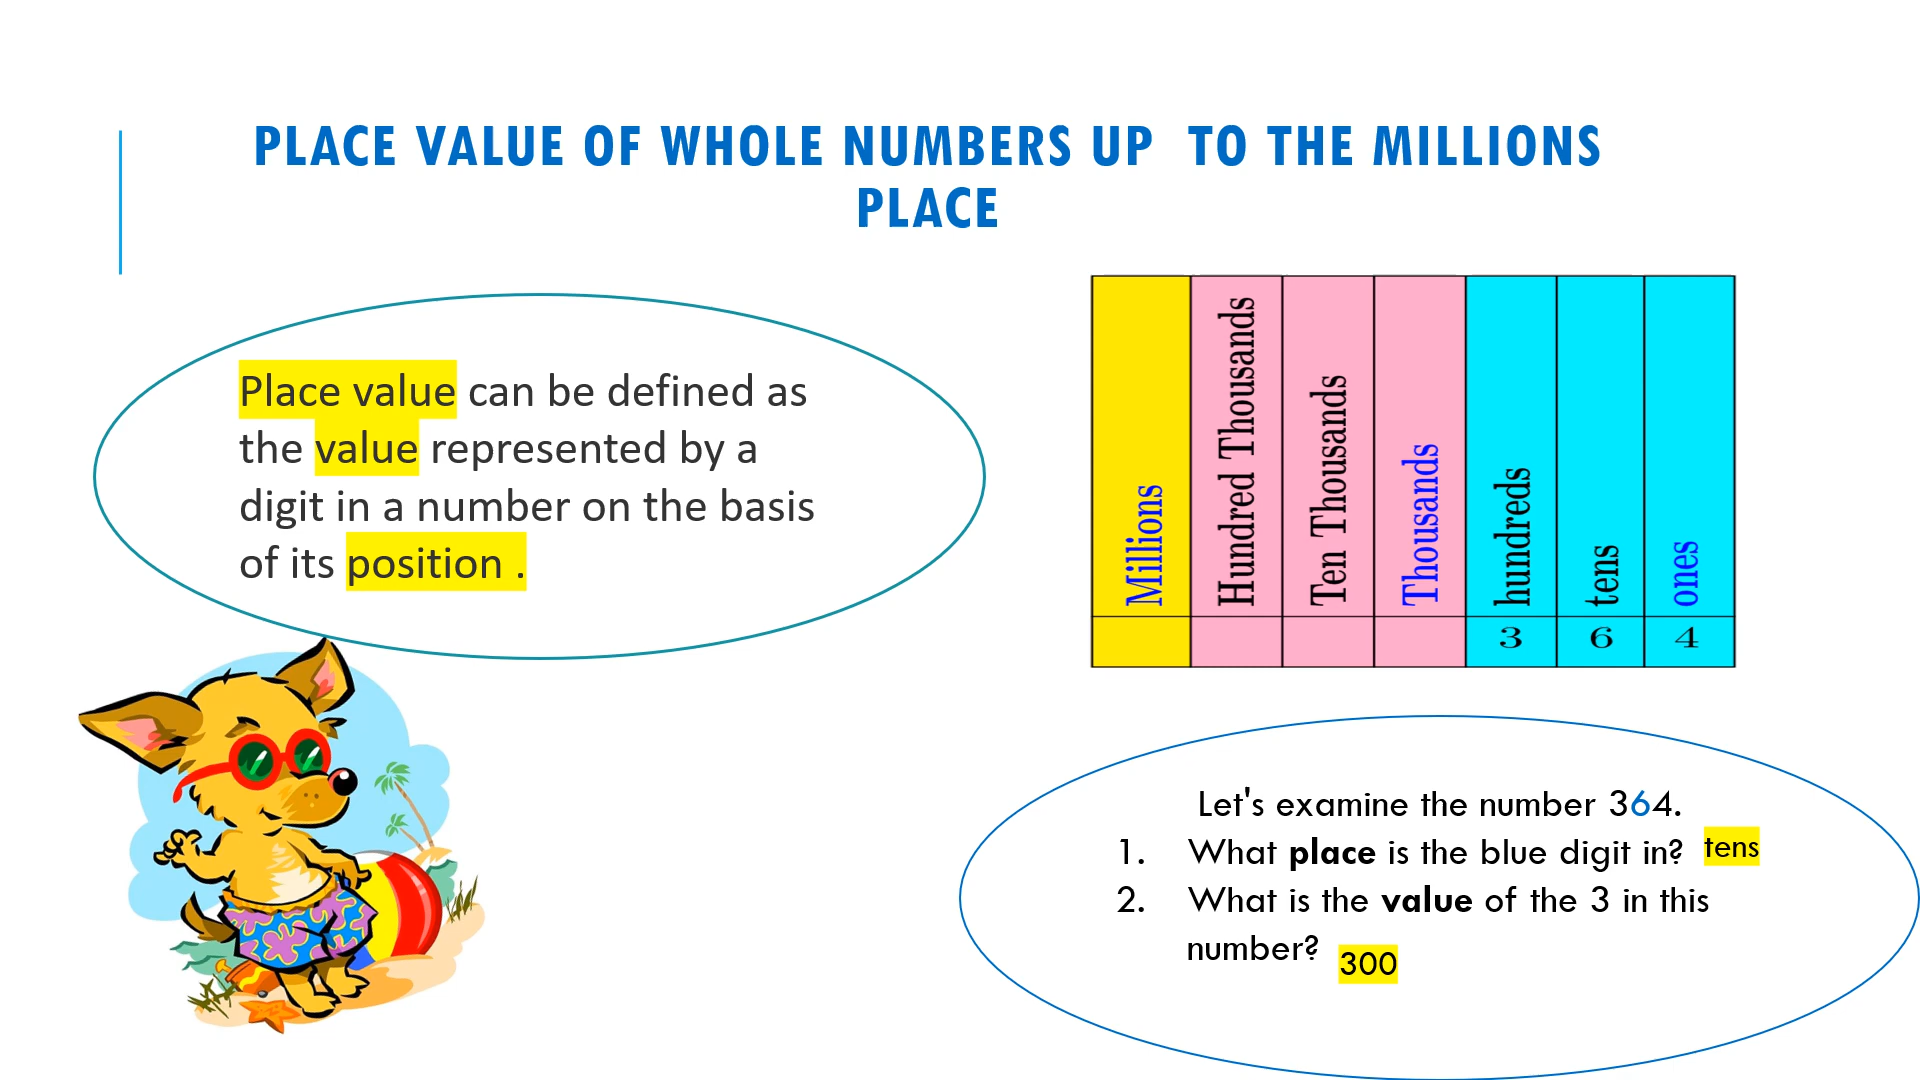 PLACE VALUE OF WHOLE NUMBERS UP TO THE MILLIONS
PLACE
Place value can be defined as
the value represented by a
digit in a number on the basis
of its position .
Millions
Hundred Thousands
Ten Thousands
Thousands
hundreds
tens
ones
3 6 4
Let's examine the number 364.
1. What place is the blue digit in? tens
2. What is the value of the 3 in this
number? 300